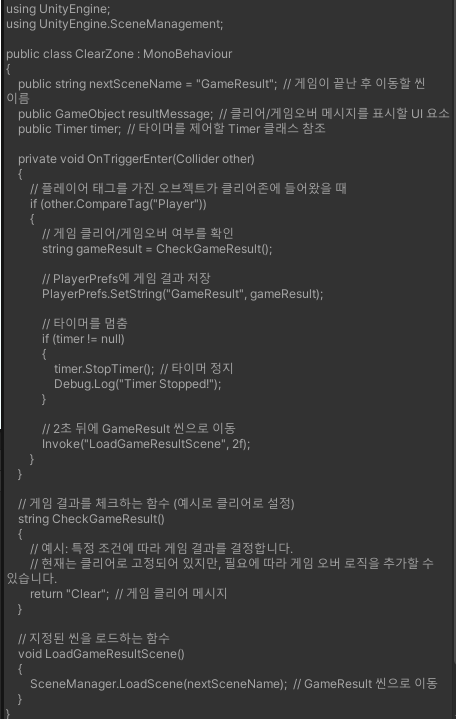 using UnityEngine;
using UnityEngine.SceneManagement;

public class ClearZone : MonoBehaviour
{
    public string nextSceneName = "GameResult";  // 게임이 끝난 후 이동할 씬
이름
    public GameObject resultMessage;  // 클리어/게임오버 메시지를 표시할 UI 요소
    public Timer timer;  // 타이머를 제어할 Timer 클래스 참조

    private void OnTriggerEnter(Collider other)
    {
        // 플레이어 태그를 가진 오브젝트가 클리어존에 들어왔을 때
        if (other.CompareTag("Player"))
        {
            // 게임 클리어/게임오버 여부를 확인
            string gameResult = CheckGameResult();

            // PlayerPrefs에 게임 결과 저장
            PlayerPrefs.SetString("GameResult", gameResult);

            // 타이머를 멈춤
            if (timer != null)
            {
                timer.StopTimer();  // 타이머 정지
                Debug.Log("Timer Stopped!");
            }

            // 2초 뒤에 GameResult 씬으로 이동
            Invoke("LoadGameResultScene", 2f);
        }
    }

    // 게임 결과를 체크하는 함수 (예시로 클리어로 설정)
    string CheckGameResult()
    {
        // 예시: 특정 조건에 따라 게임 결과를 결정합니다.
        // 현재는 클리어로 고정되어 있지만, 필요에 따라 게임 오버 로직을 추가할 수
있습니다.
        return "Clear";  // 게임 클리어 메시지
    }

    // 지정된 씬을 로드하는 함수
    void LoadGameResultScene()
    {
        SceneManager.LoadScene(nextSceneName);  // GameResult 씬으로 이동
    }
}